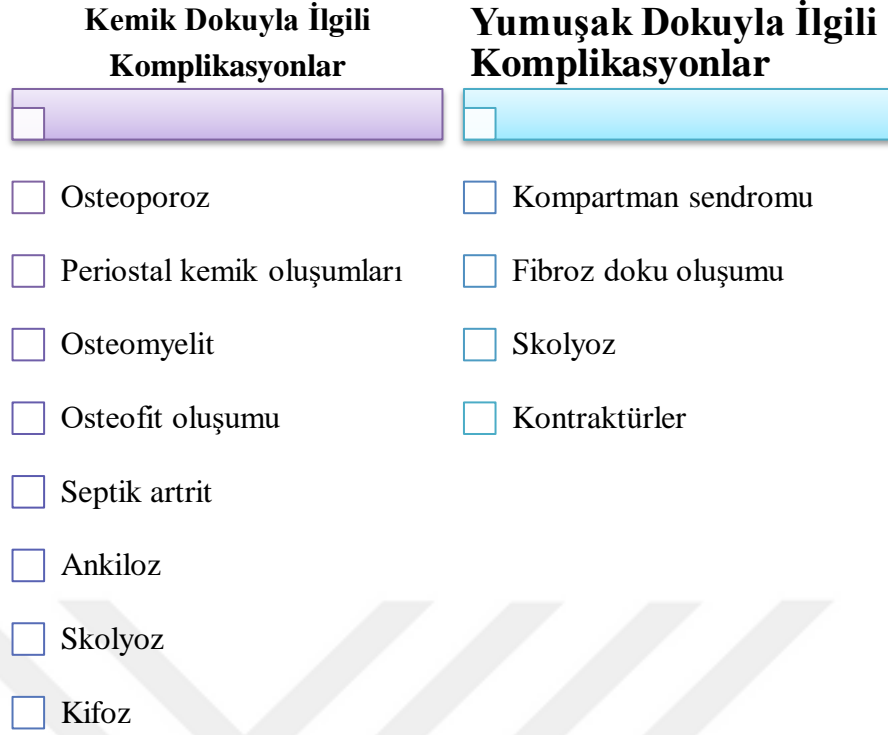 Kemik Dokuyla İlgili
Komplikasyonlar
Osteoporoz
Periostal kemik oluşumları
Osteomyelit
Osteofit oluşumu
Septik artrit
Ankiloz
Skolyoz
Kifoz
Yumuşak Dokuyla İlgili
Komplikasyonlar
Kompartman sendromu
Fibroz doku oluşumu
Skolyoz
Kontraktürler